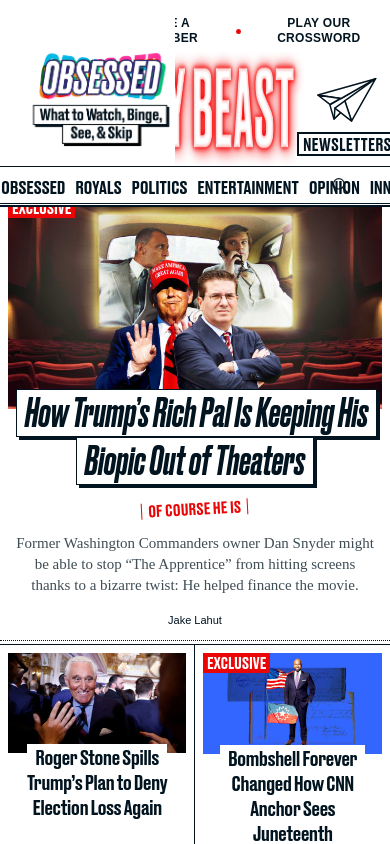 E A
BER
PLAY OUR
CROSSWORD
OBSESSED
What to Watch, Binge,
See, & Skip
Y BEAST
NEWSLETTERS
OBSESSED ROYALS POLITICS ENTERTAINMENT OPINION INN
EXCLUSIVE
MAKE AMERICA
GREAT AGAIN
How Trump's Rich Pal Is Keeping His
Biopic Out of Theaters
OF COURSE HE IS
Former Washington Commanders owner Dan Snyder might
be able to stop “The Apprentice” from hitting screens
thanks to a bizarre twist: He helped finance the movie.
Jake Lahut
Roger Stone Spills
Trump's Plan to Deny
Election Loss Again
EXCLUSIVE
Bombshell Forever
Changed How CNN
Anchor Sees
Juneteenth